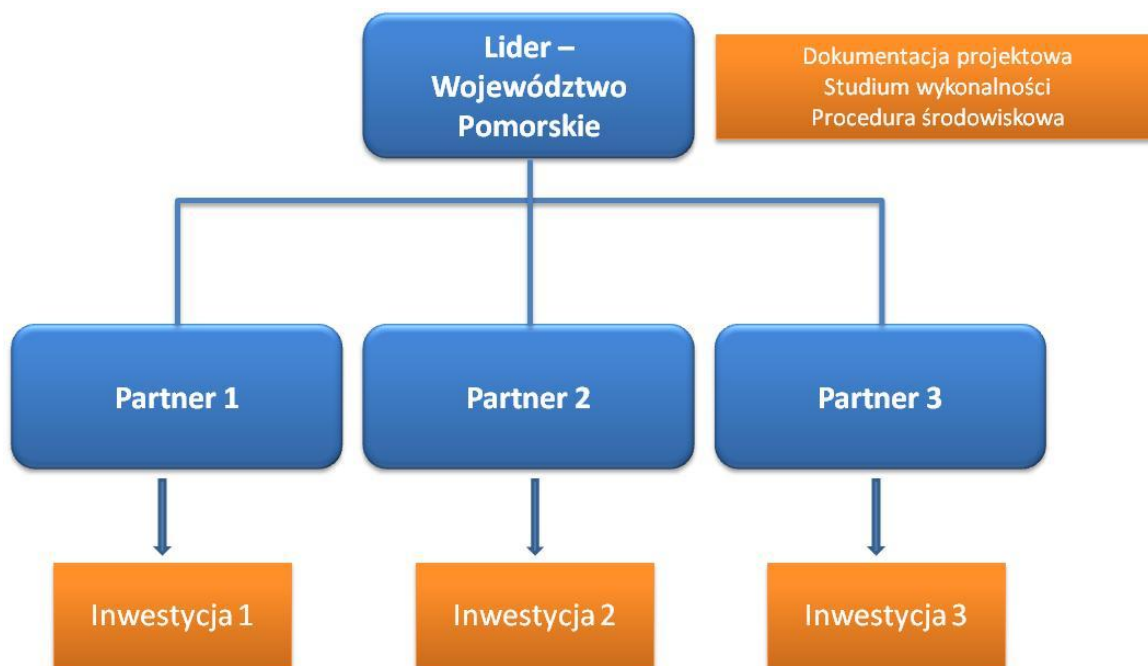 Lider –
Województwo
Pomorskie
Dokumentacja projektowa
Studium wykonalności
Procedura środowiskowa
Partner 1
Partner 2
Partner 3
Inwestycja 1
Inwestycja 2
Inwestycja 3